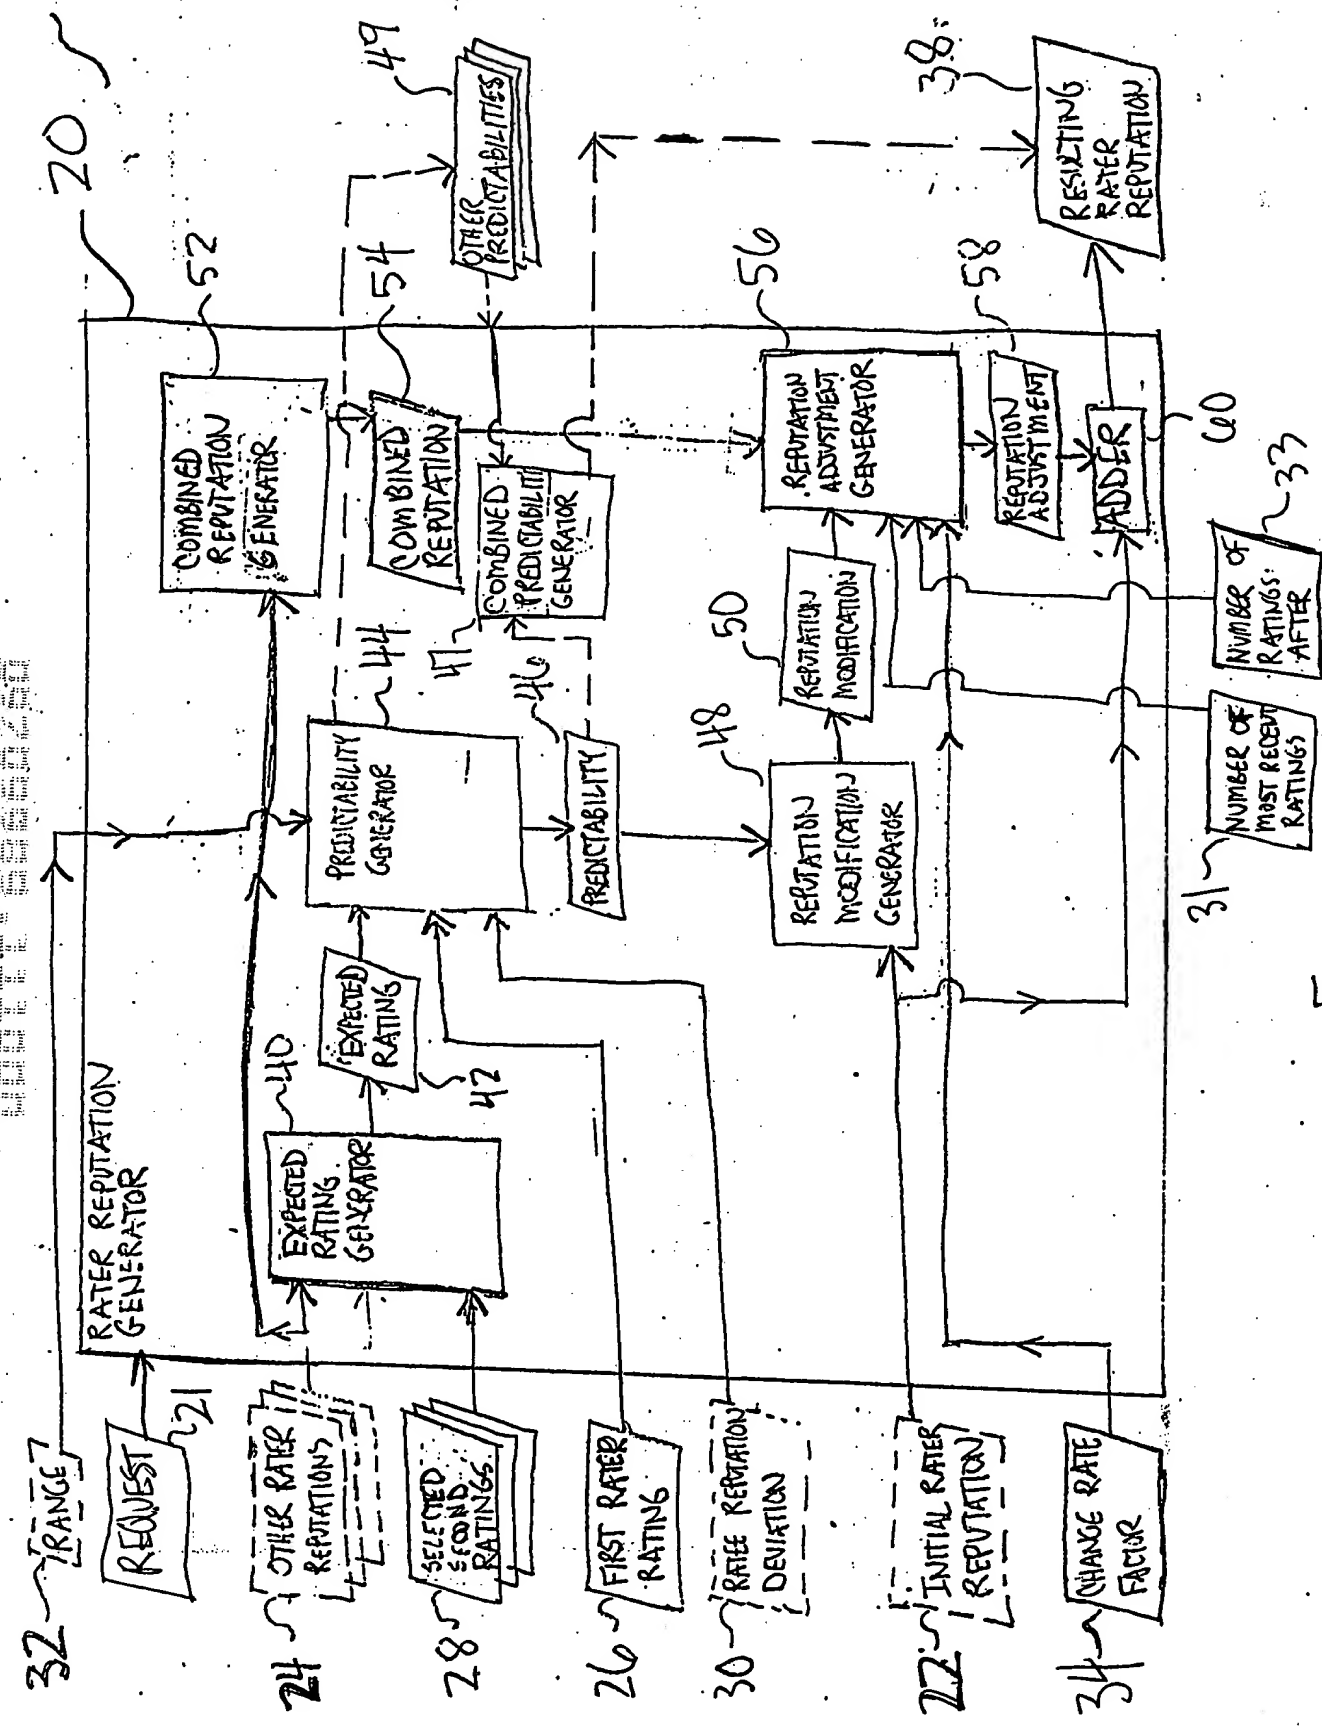 32
RANGE
REQUEST
21
24
OTHER RATER
REPUTATIONS
28
SELECTED
SECOND
RATINGS
26
FIRST RATER
RATING
30
RATEE REPUTATION
DEVIATION
22
INITIAL RATER
REPUTATION
34
CHANGE RATE
FACTOR
20
RATER REPUTATION
GENERATOR
EXPECTED
RATING
GENERATOR
40
EXPECTED
RATING
42
PREDICTABILITY
GENERATOR
44
PREDICTABILITY
46
COMBINED
REPUTATION
GENERATOR
52
COMBINED
REPUTATION
54
COMBINED
PREDICTABILITY
GENERATOR
47
OTHER
PREDICTABILITIES
49
REPUTATION
MODIFICATION
GENERATOR
48
REPUTATION
MODIFICATION
50
REPUTATION
ADJUSTMENT
GENERATOR
56
REPUTATION
ADJUSTMENT
58
ADDER
60
RESULTING
RATER
REPUTATION
38
NUMBER OF
MOST RECENT
RATINGS
31
NUMBER OF
RATINGS
AFTER
33